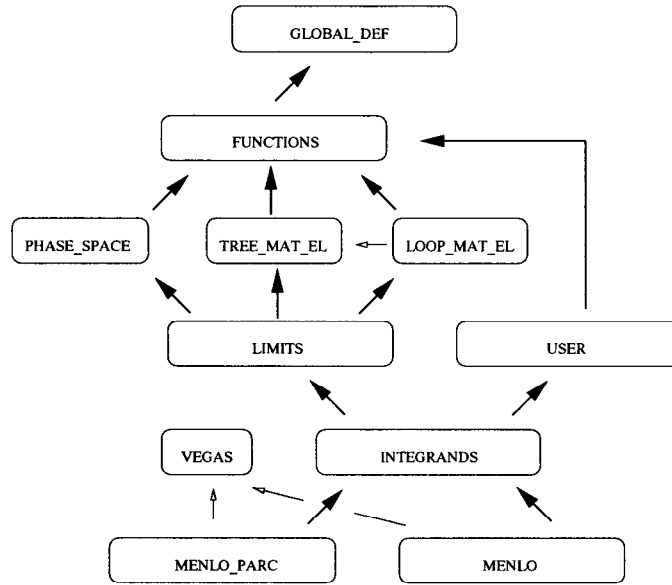 GLOBAL_DEF
FUNCTIONS
PHASE_SPACE
TREE_MAT_EL
LOOP_MAT_EL
LIMITS
USER
VEGAS
INTEGRANDS
MENLO_PARC
MENLO